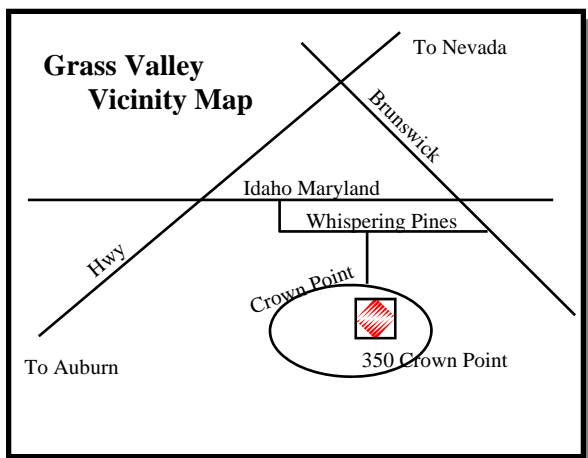 Grass Valley
Vicinity Map
To Nevada
Brunswick
Idaho Maryland
Whispering Pines
Hwy
Crown Point
350 Crown Point
To Auburn